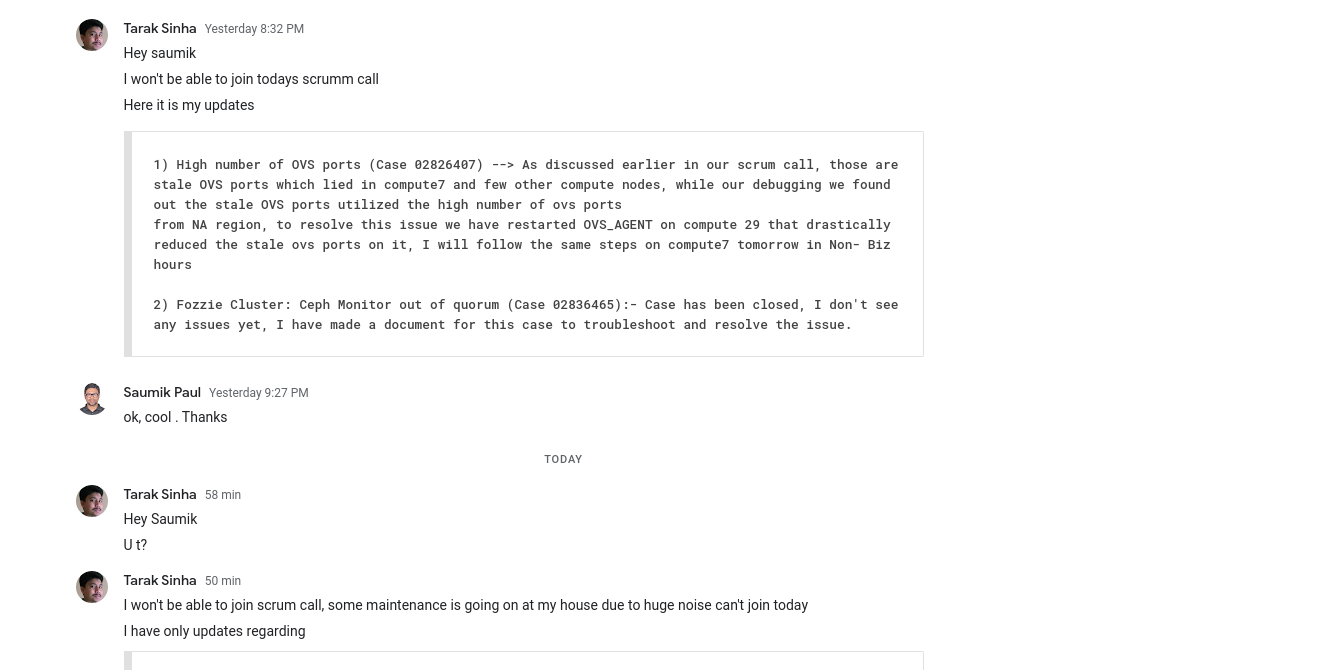 Tarak Sinha Yesterday 8:32 PM
Hey saumik
I won't be able to join todays scrumm call
Here it is my updates
1) High number of OVS ports (Case 02826407) --> As discussed earlier in our scrum call, those are
stale OVS ports which lied in compute7 and few other compute nodes, while our debugging we found
out the stale OVS ports utilized the high number of ovs ports
from NA region, to resolve this issue we have restarted OVS_AGENT on compute 29 that drastically
reduced the stale ovs ports on it, I will follow the same steps on compute7 tomorrow in Non- Biz
hours
2) Fozzie Cluster: Ceph Monitor out of quorum (Case 02836465):- Case has been closed, I don't see
any issues yet, I have made a document for this case to troubleshoot and resolve the issue.
Saumik Paul Yesterday 9:27 PM
ok, cool . Thanks
TODAY
Tarak Sinha 58 min
Hey Saumik
U t?
Tarak Sinha 50 min
I won't be able to join scrum call, some maintenance is going on at my house due to huge noise can't join today
I have only updates regarding